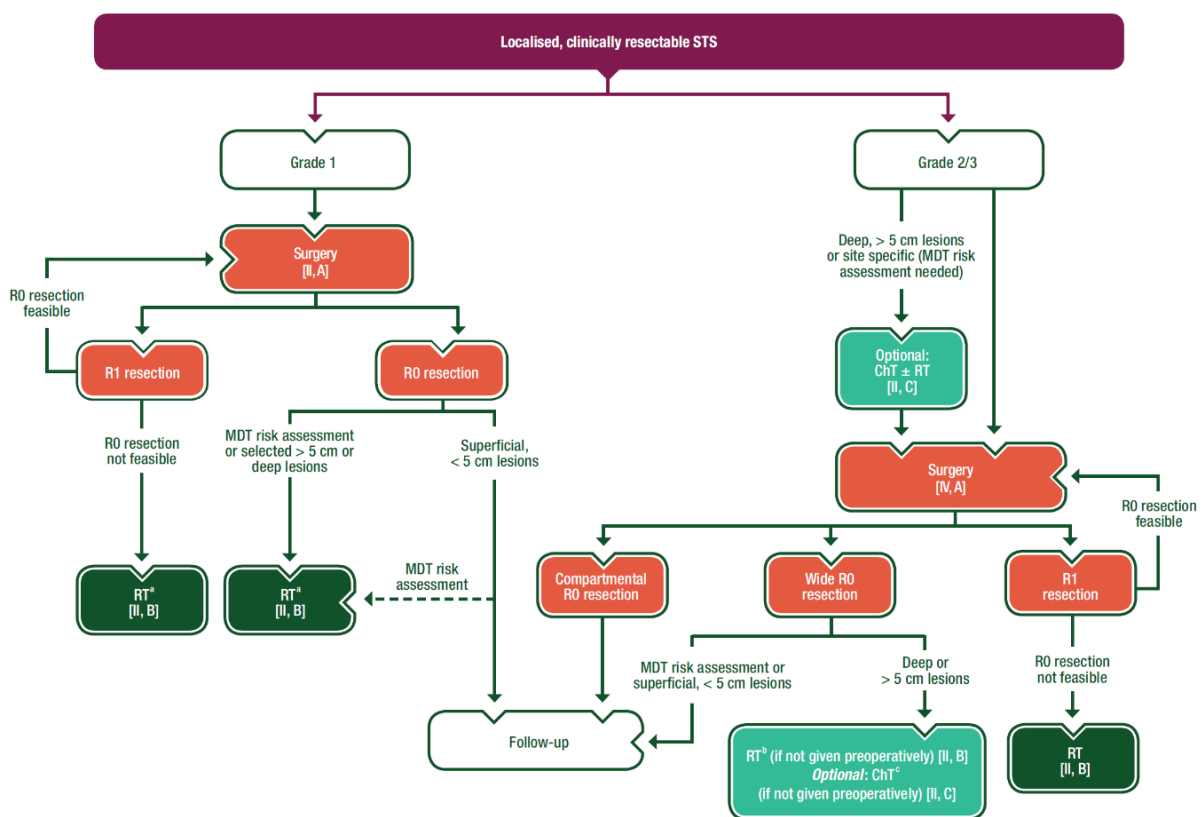 Localised, clinically resectable STS
Grade 1
Grade 2/3
Surgery
[II, A]
Deep, > 5 cm lesions
or site specific (MDT risk
assessment needed)
R0 resection
feasible
R1 resection
R0 resection
Optional:
ChT ± RT
[II, C]
R0 resection
not feasible
MDT risk assessment
or selected > 5 cm or
deep lesions
Superficial,
< 5 cm lesions
Surgery
[IV, A]
R0 resection
feasible
RTa
[II, B]
RTa
[II, B]
MDT risk
assessment
Compartmental
R0 resection
Wide R0
resection
R1
resection
MDT risk assessment or
superficial, < 5 cm lesions
Deep or
> 5 cm lesions
R0 resection
not feasible
Follow-up
RTb (if not given preoperatively) [II, B]
Optional: ChTc
(if not given preoperatively) [II, C]
RT
[II, B]